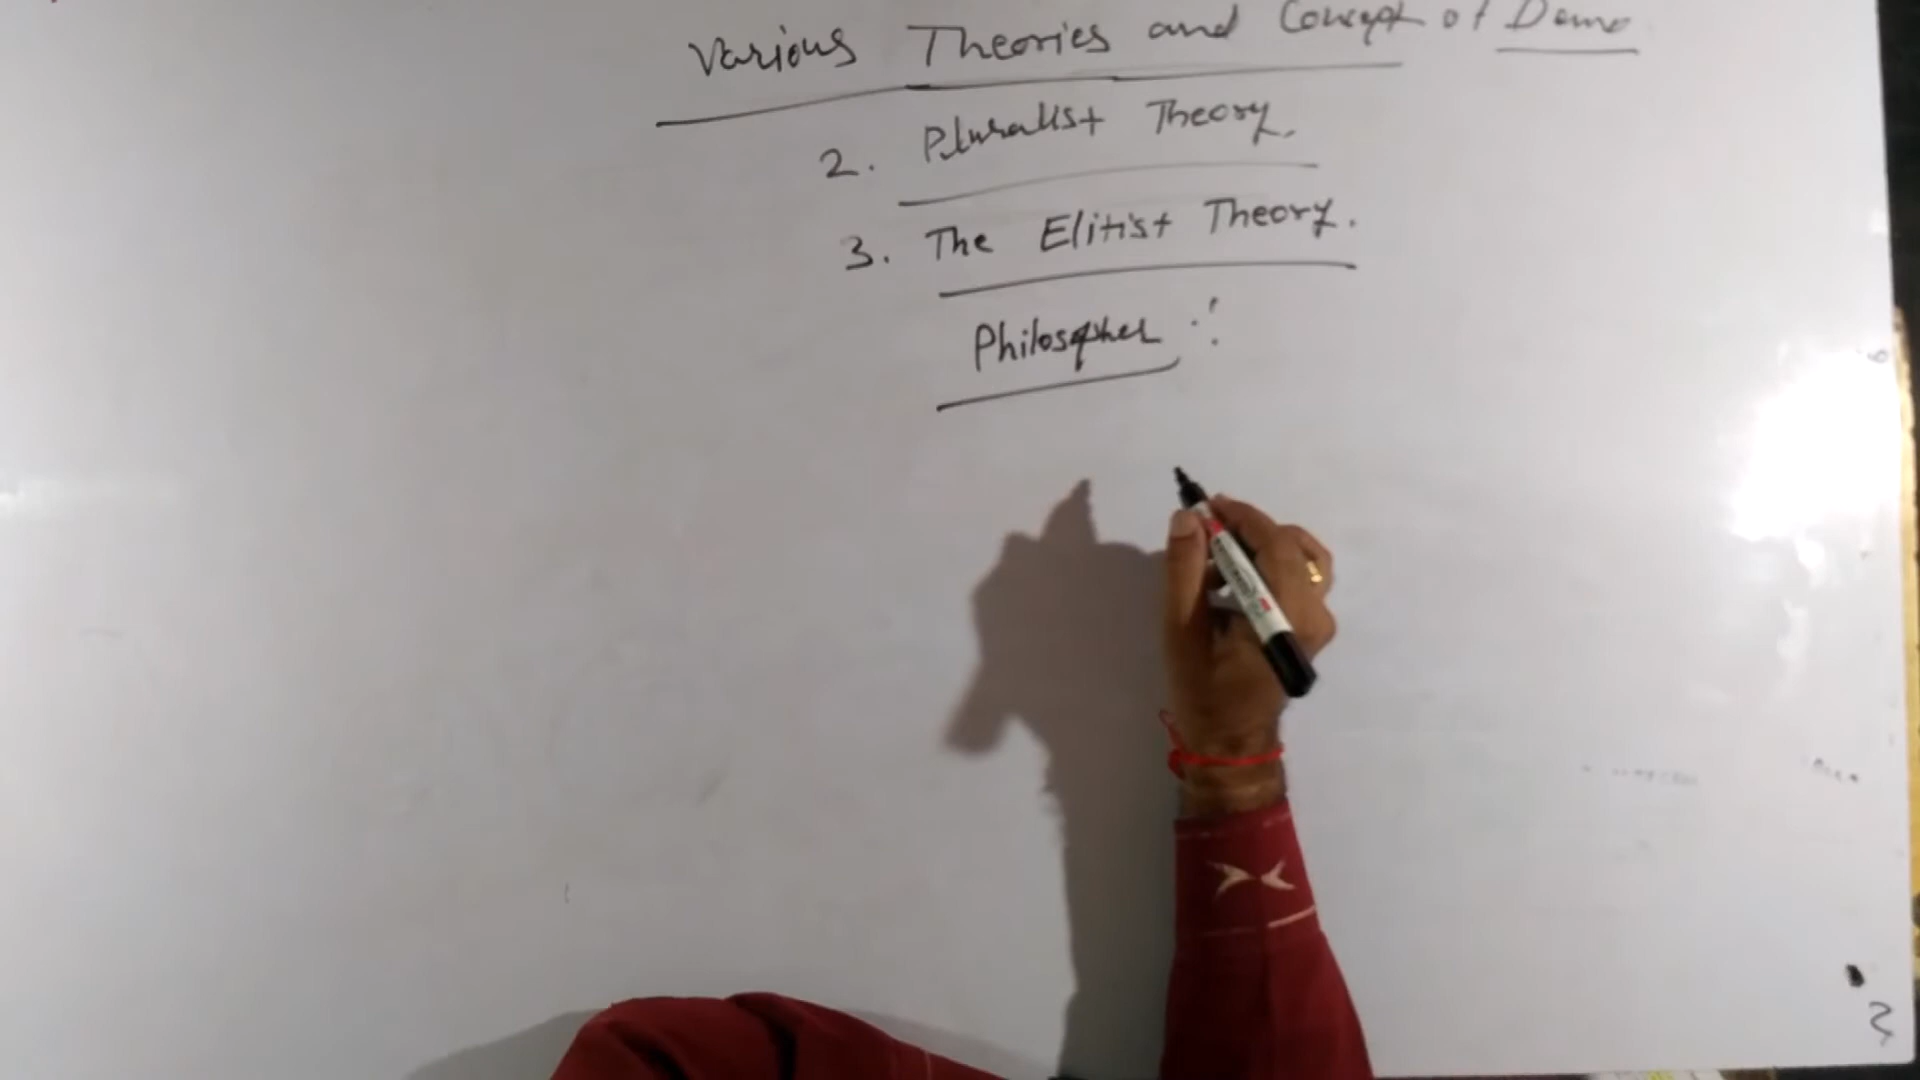 Various Theories and Concept of Demo
2. Pluralist Theory.
3. The Elitist Theory.
Philosopher :